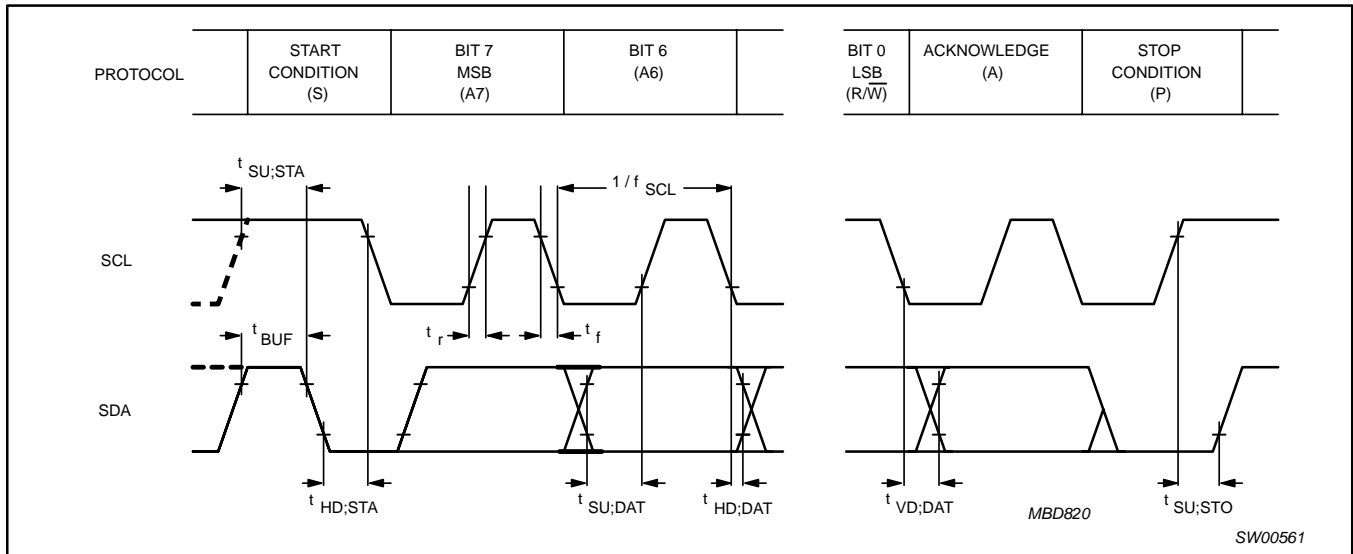 PROTOCOL
START
CONDITION
(S)
BIT 7
MSB
(A7)
BIT 6
(A6)
BIT 0
LSB
(R/W̅)
ACKNOWLEDGE
(A)
STOP
CONDITION
(P)
t SU;STA
1 / f SCL
SCL
t BUF
t r
t f
SDA
t HD;STA
t SU;DAT
t HD;DAT
t VD;DAT
t SU;STO
MBD820
SW00561